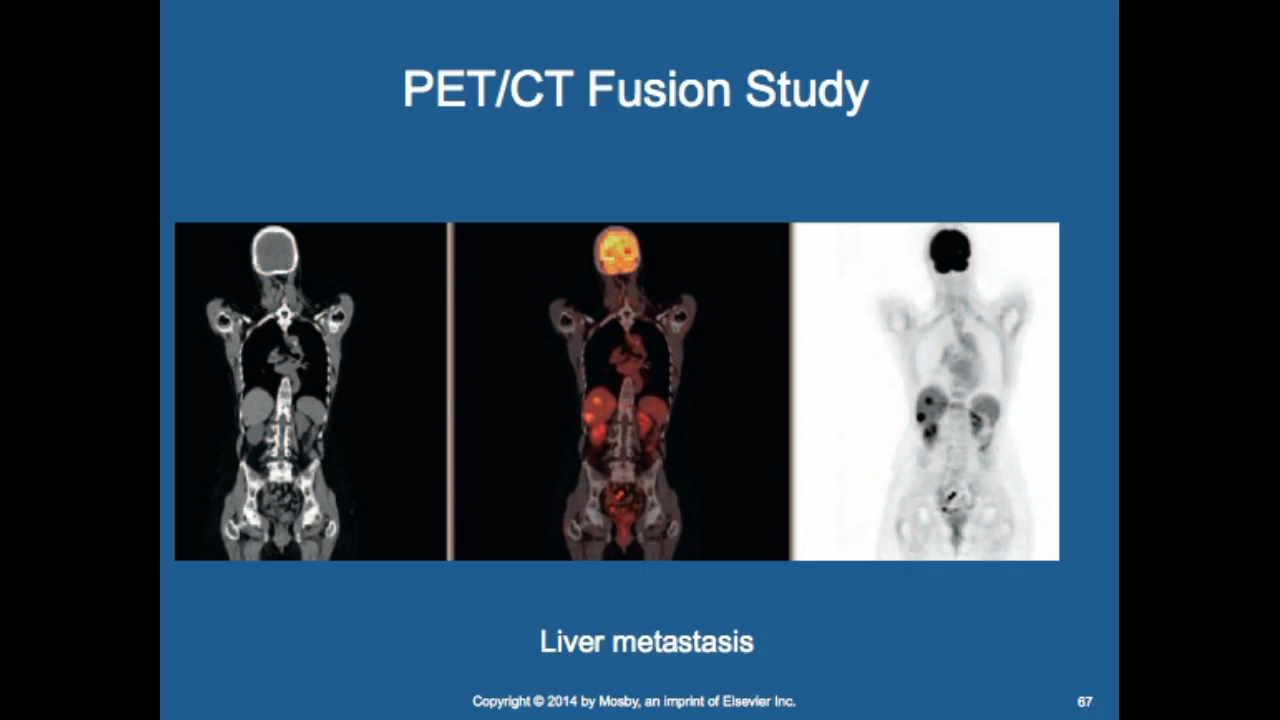 PET/CT Fusion Study
Liver metastasis
Copyright © 2014 by Mosby, an imprint of Elsevier Inc.
67